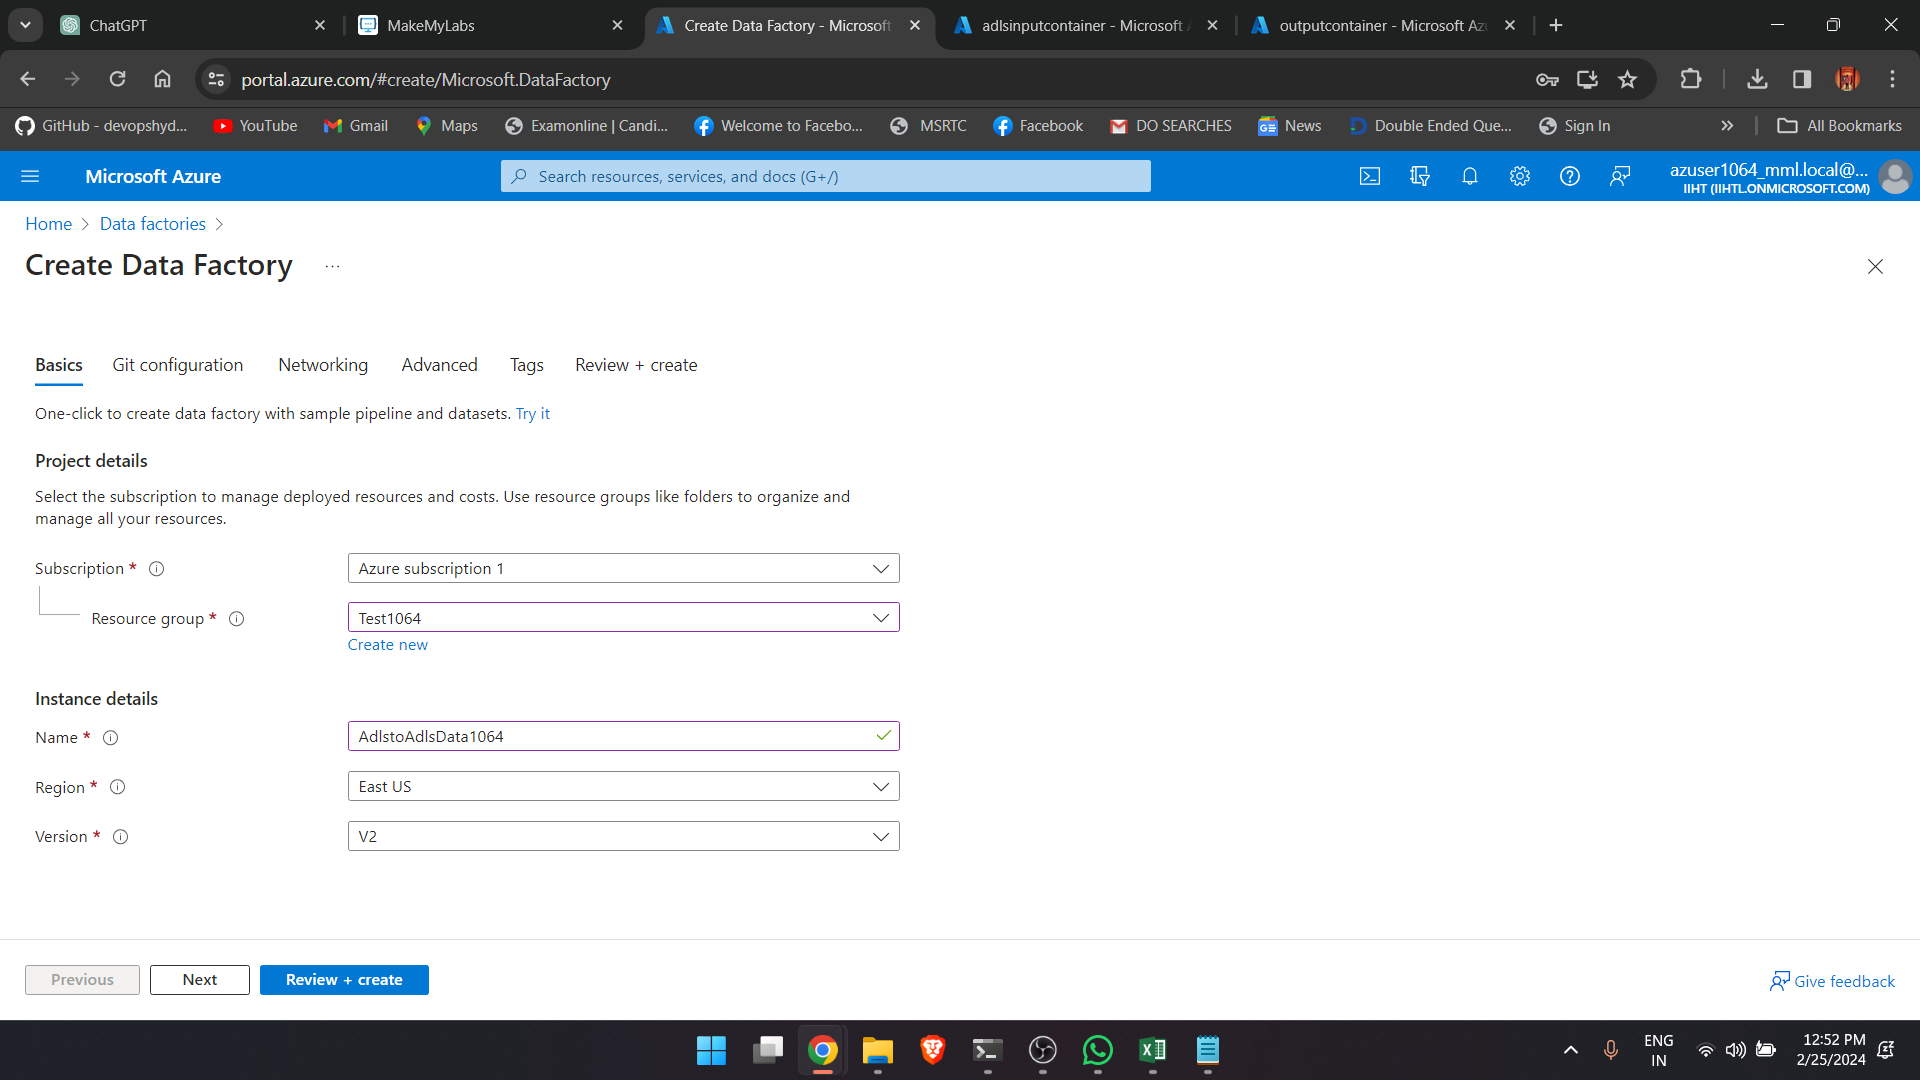 ChatGPT
MakeMyLabs
Create Data Factory - Microsoft
adlsinputcontainer - Microsoft
outputcontainer - Microsoft Az
portal.azure.com/#create/Microsoft.DataFactory
GitHub - devopshyd...
YouTube
Gmail
Maps
Examonline | Candi...
Welcome to Facebo...
MSRTC
Facebook
DO SEARCHES
News
Double Ended Que...
Sign In
All Bookmarks
Microsoft Azure
Search resources, services, and docs (G+/)
azuser1064_mml.local@...
IIHT (IIHTL.ONMICROSOFT.COM)
Home > Data factories >
Create Data Factory ...
Basics
Git configuration
Networking
Advanced
Tags
Review + create
One-click to create data factory with sample pipeline and datasets. Try it
Project details
Select the subscription to manage deployed resources and costs. Use resource groups like folders to organize and
manage all your resources.
Subscription *
Azure subscription 1
Resource group *
Test1064
Create new
Instance details
Name *
AdlstoAdlsData1064
Region *
East US
Version *
V2
Previous
Next
Review + create
Give feedback
ENG
IN
12:52 PM
2/25/2024